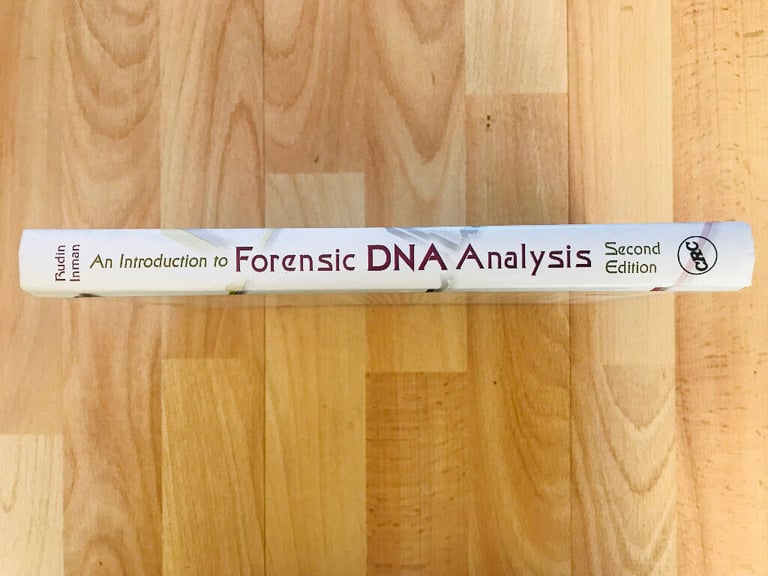 Rudin
Inman
An Introduction to Forensic DNA Analysis
Second
Edition
CRC